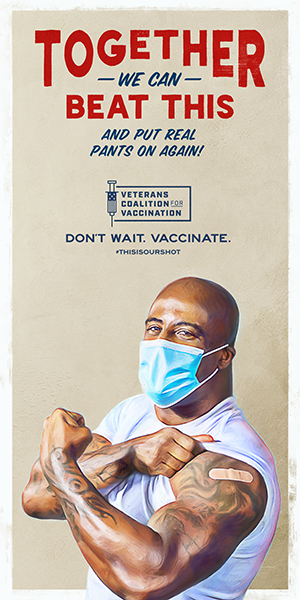 TOGETHER
— WE CAN —
BEAT THIS
AND PUT REAL
PANTS ON AGAIN!
VETERANS
COALITION FOR
VACCINATION
DON'T WAIT. VACCINATE.
#THISISOURSHOT